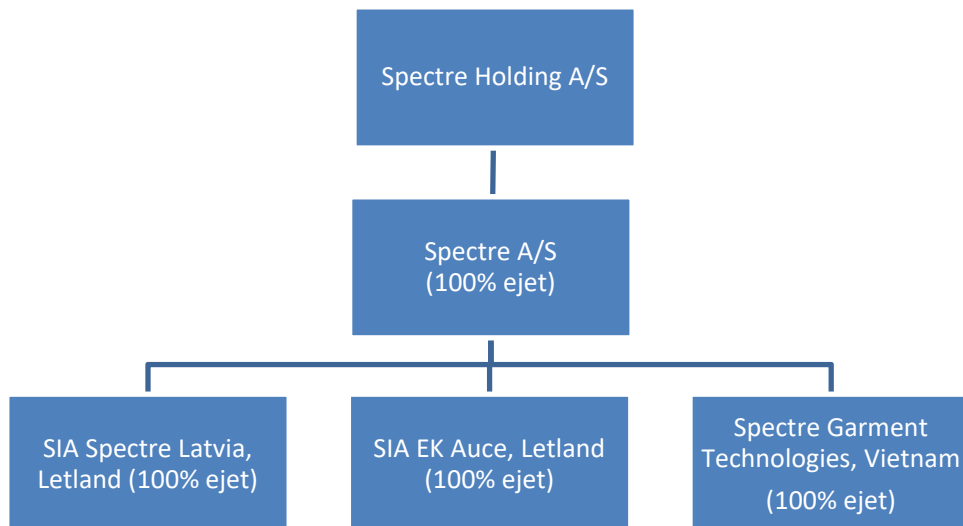 Spectre Holding A/S
Spectre A/S
(100% ejet)
SIA Spectre Latvia,
Letland (100% ejet)
SIA EK Auce, Letland
(100% ejet)
Spectre Garment
Technologies, Vietnam
(100% ejet)